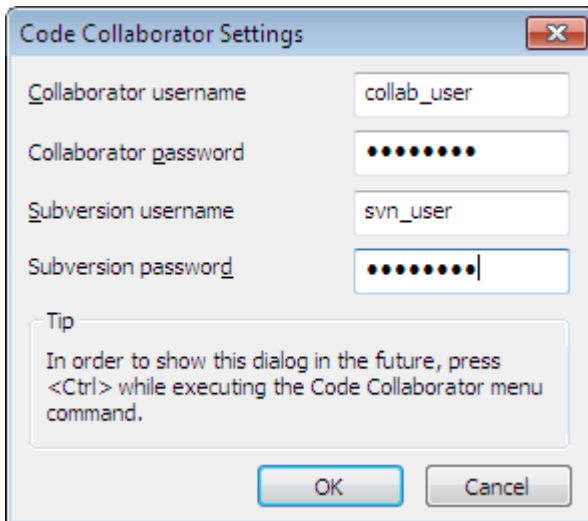 Code Collaborator Settings
Collaborator username
collab_user
Collaborator password
●●●●●●●●
Subversion username
svn_user
Subversion password
●●●●●●●●
Tip
In order to show this dialog in the future, press
<Ctrl> while executing the Code Collaborator menu
command.
OK
Cancel